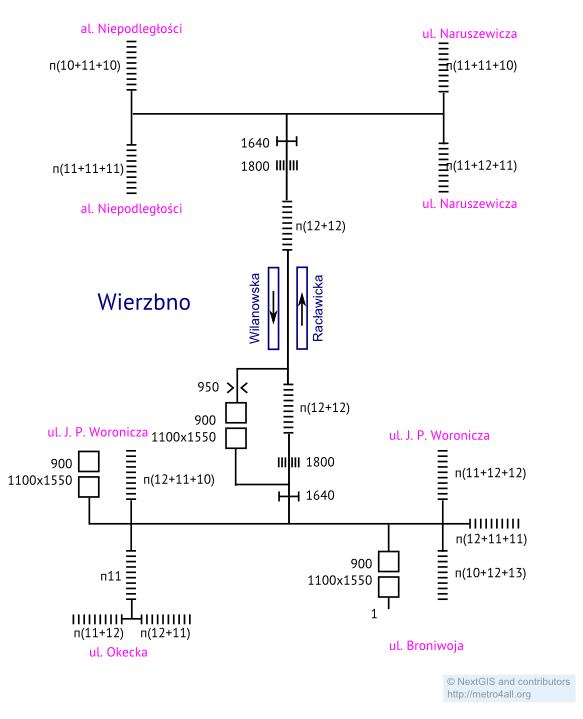 al. Niepodległości
ul. Naruszewicza
п(10+11+10)
п(11+11+10)
1640
1800
п(11+11+11)
п(11+12+11)
al. Niepodległości
ul. Naruszewicza
п(12+12)
Wierzbno
Wilanowska
Racławicka
950
900
1100x1550
п(12+12)
ul. J. P. Woronicza
ul. J. P. Woronicza
900
1100x1550
п(12+11+10)
1800
1640
п(11+12+12)
п(12+11+11)
п11
900
1100x1550
п(10+12+13)
1
п(11+12)
п(12+11)
ul. Okecka
ul. Broniwoja
© NextGIS and contributors
http://metro4all.org